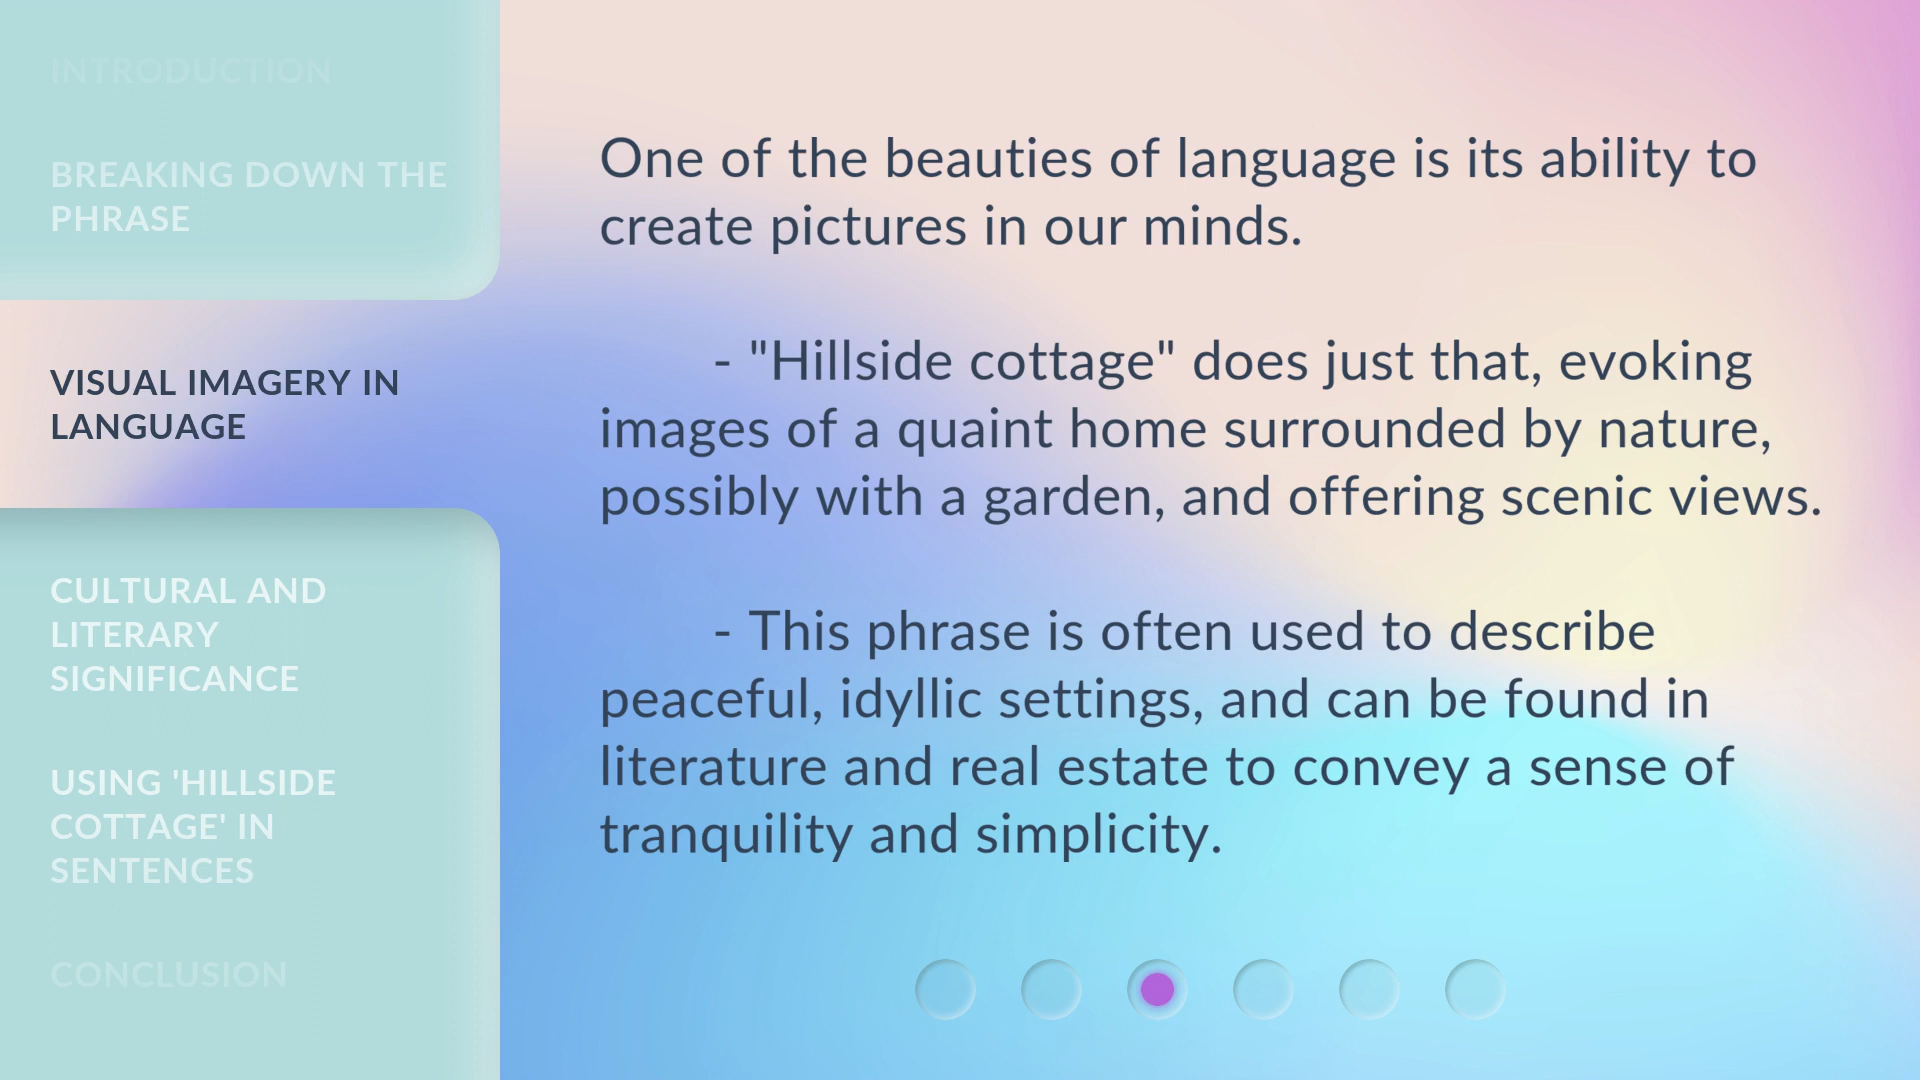 INTRODUCTION
BREAKING DOWN THE
PHRASE
VISUAL IMAGERY IN
LANGUAGE
CULTURAL AND
LITERARY
SIGNIFICANCE
USING 'HILLSIDE
COTTAGE' IN
SENTENCES
CONCLUSION
One of the beauties of language is its ability to
create pictures in our minds.
- "Hillside cottage" does just that, evoking
images of a quaint home surrounded by nature,
possibly with a garden, and offering scenic views.
- This phrase is often used to describe
peaceful, idyllic settings, and can be found in
literature and real estate to convey a sense of
tranquility and simplicity.